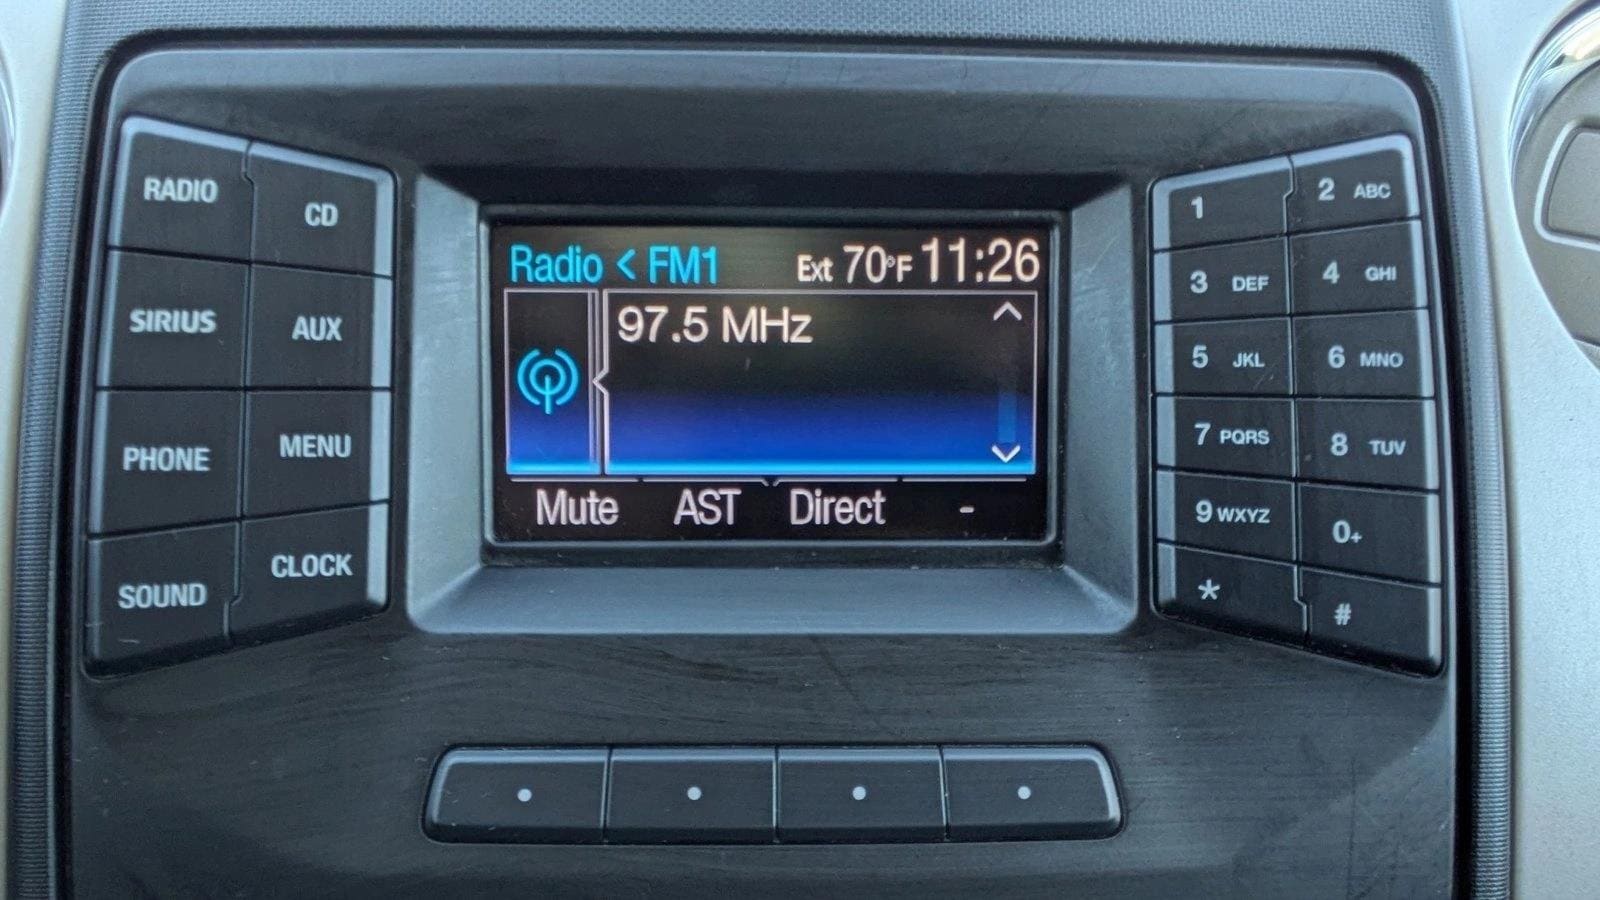 RADIO
CD
SIRIUS
AUX
PHONE
MENU
SOUND
CLOCK
Radio < FM1 Ext 70°F 11:26
97.5 MHz
Mute AST Direct -
1
2 ABC
3 DEF
4 GHI
5 JKL
6 MNO
7 PQRS
8 TUV
9 WXYZ
0+
*
#